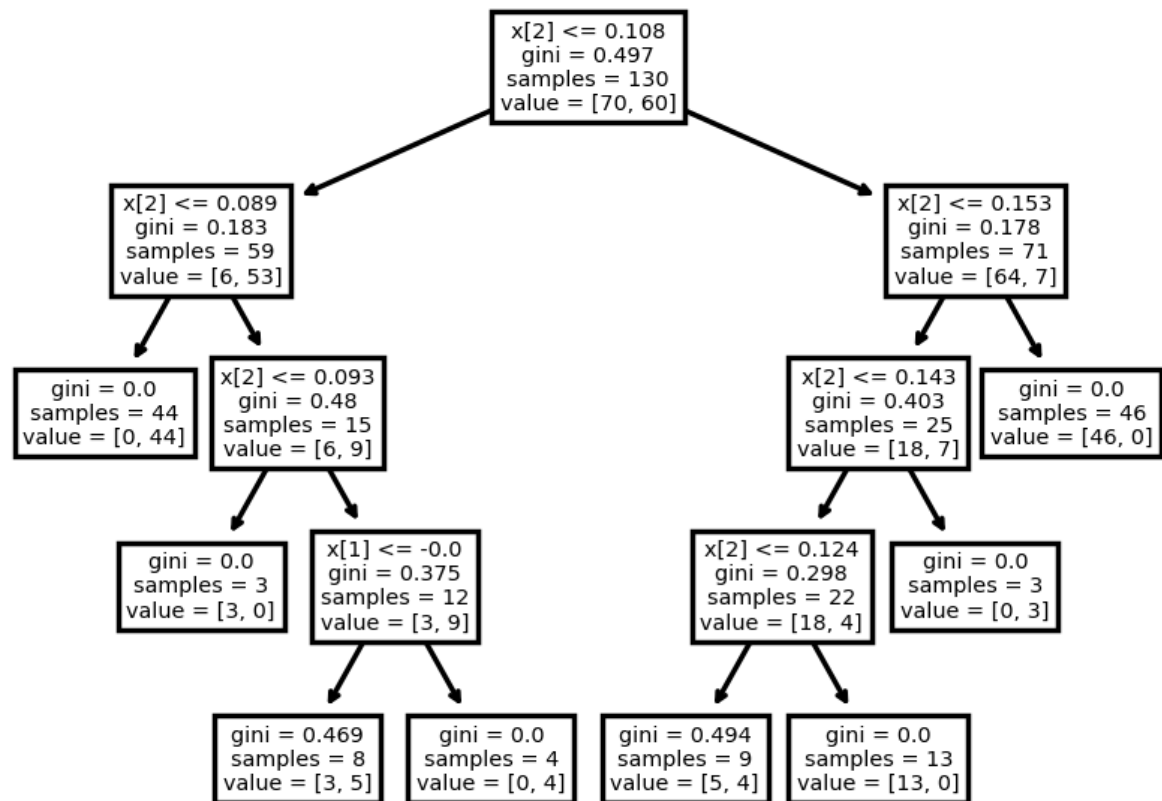 x[2] <= 0.108
gini = 0.497
samples = 130
value = [70, 60]
x[2] <= 0.089
gini = 0.183
samples = 59
value = [6, 53]
x[2] <= 0.153
gini = 0.178
samples = 71
value = [64, 7]
gini = 0.0
samples = 44
value = [0, 44]
x[2] <= 0.093
gini = 0.48
samples = 15
value = [6, 9]
x[2] <= 0.143
gini = 0.403
samples = 25
value = [18, 7]
gini = 0.0
samples = 46
value = [46, 0]
gini = 0.0
samples = 3
value = [3, 0]
x[1] <= -0.0
gini = 0.375
samples = 12
value = [3, 9]
x[2] <= 0.124
gini = 0.298
samples = 22
value = [18, 4]
gini = 0.0
samples = 3
value = [0, 3]
gini = 0.469
samples = 8
value = [3, 5]
gini = 0.0
samples = 4
value = [0, 4]
gini = 0.494
samples = 9
value = [5, 4]
gini = 0.0
samples = 13
value = [13, 0]